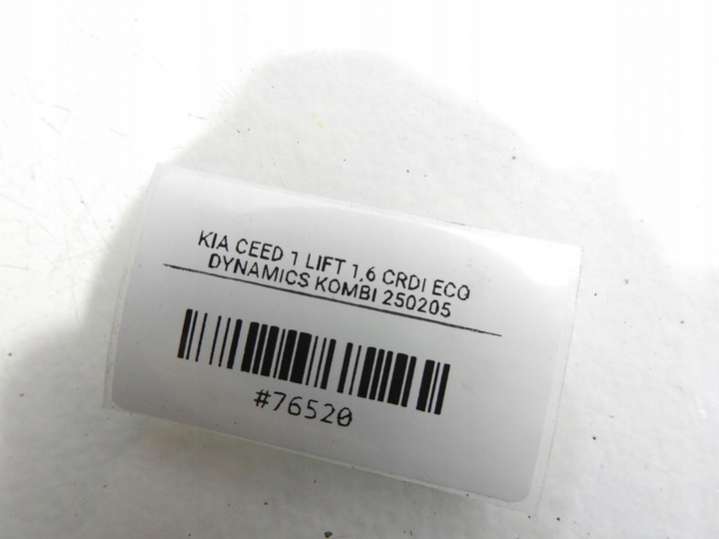 KIA CEED 1 LIFT 1,6 CRDI ECO
DYNAMICS KOMBI 250205
#76520